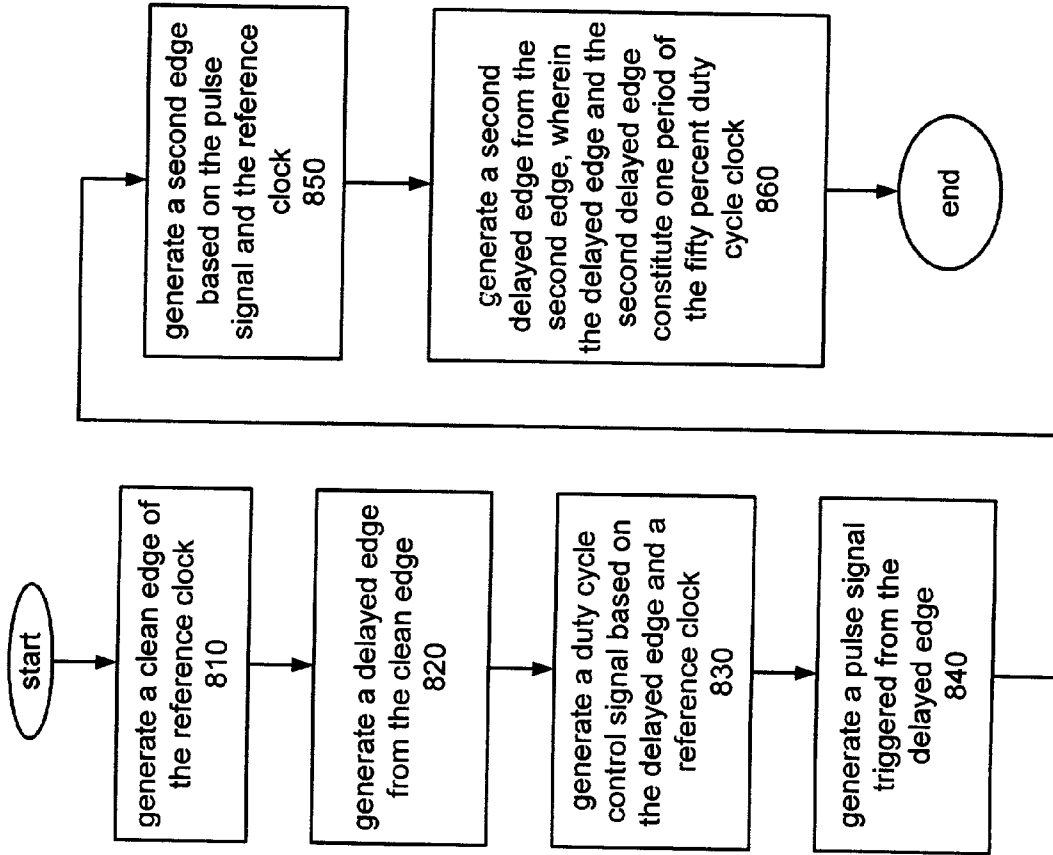 start
generate a clean edge of
the reference clock
810
generate a delayed edge
from the clean edge
820
generate a duty cycle
control signal based on
the delayed edge and a
reference clock
830
generate a pulse signal
triggered from the
delayed edge
840
generate a second edge
based on the pulse
signal and the reference
clock
850
generate a second
delayed edge from the
second edge, wherein
the delayed edge and the
second delayed edge
constitute one period of
the fifty percent duty
cycle clock
860
end